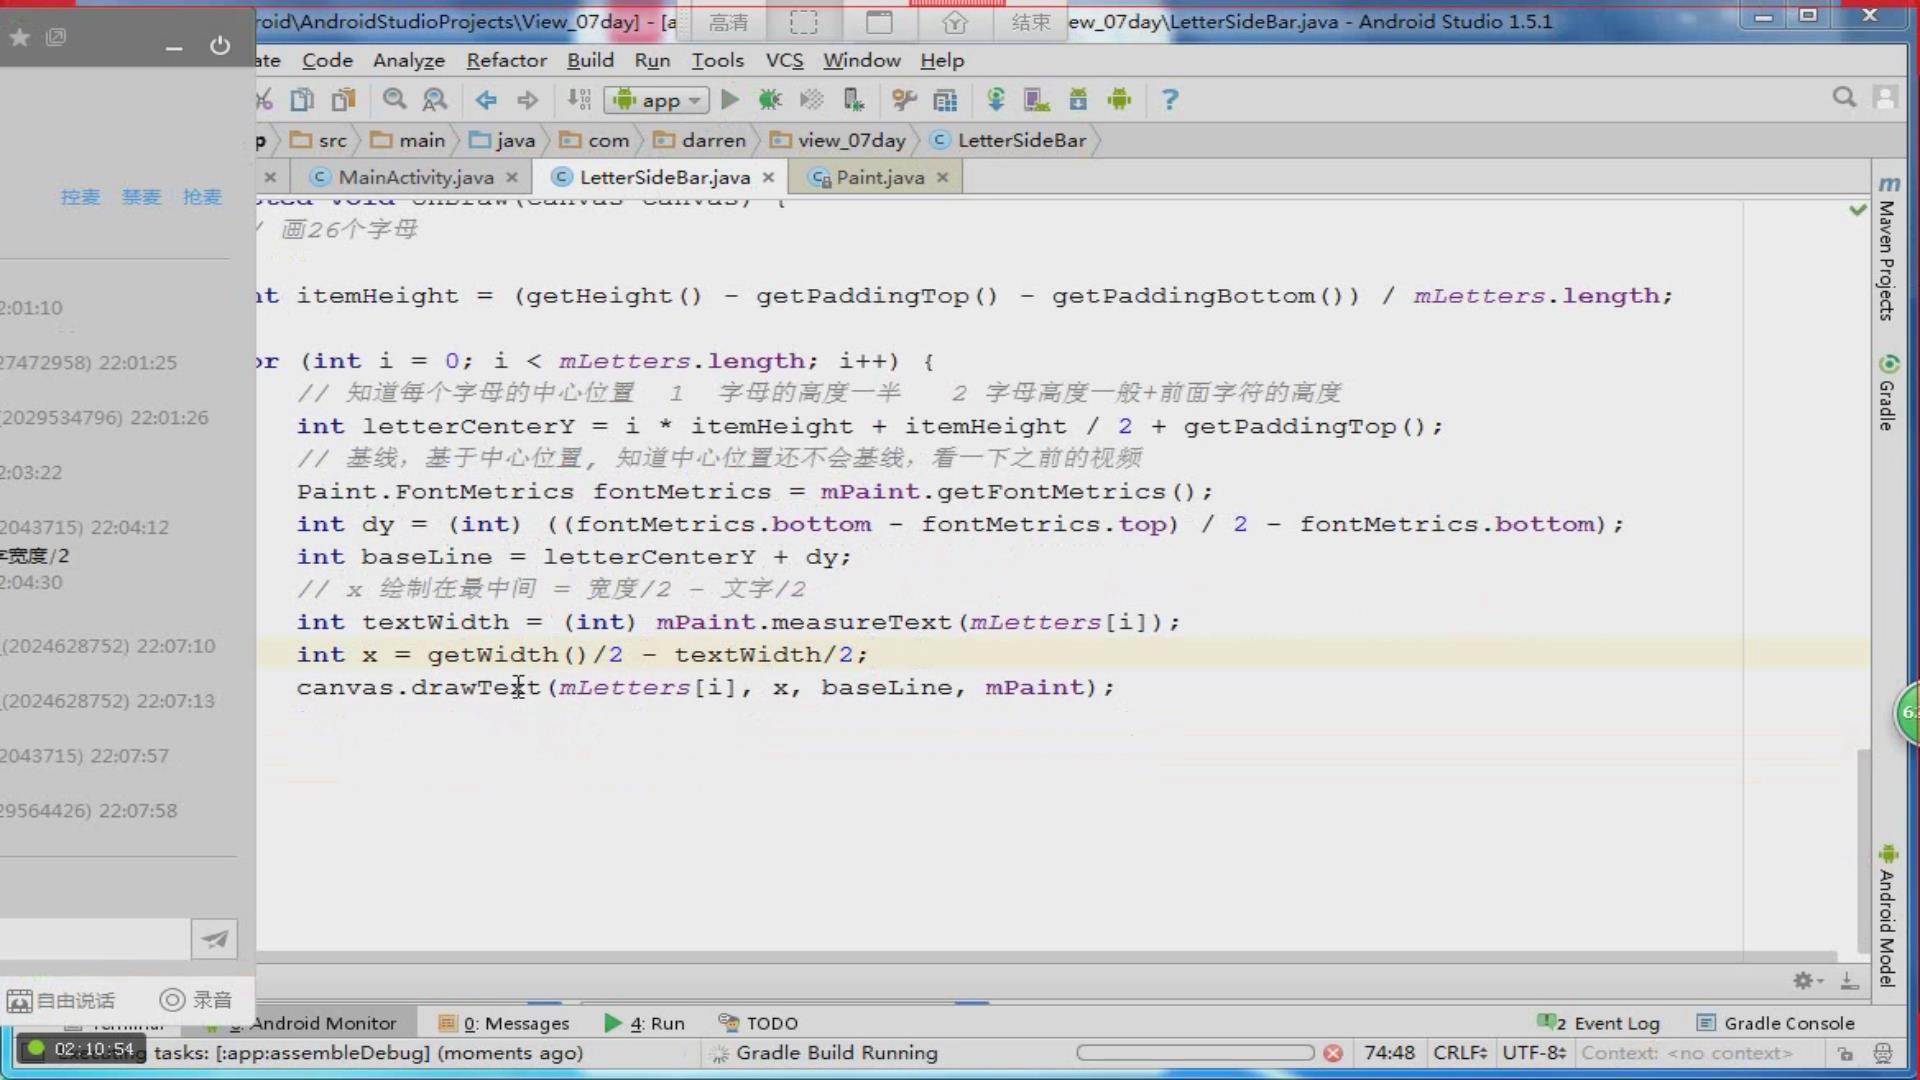 roid\AndroidStudioProjects\View_07day] - [a
高清
结束
ew_07day\LetterSideBar.java - Android Studio 1.5.1
ate Code Analyze Refactor Build Run Tools VCS Window Help
app
p src main java com darren view_07day LetterSideBar
MainActivity.java LetterSideBar.java Paint.java
控麦 禁麦 抢麦
cted void onDraw(Canvas canvas) {
/ 画26个字母
nt itemHeight = (getHeight() - getPaddingTop() - getPaddingBottom()) / mLetters.length;
or (int i = 0; i < mLetters.length; i++) {
// 知道每个字母的中心位置 1 字母的高度一半 2 字母高度一般+前面字符的高度
int letterCenterY = i * itemHeight + itemHeight / 2 + getPaddingTop();
// 基线，基于中心位置, 知道中心位置还不会基线，看一下之前的视频
Paint.FontMetrics fontMetrics = mPaint.getFontMetrics();
int dy = (int) ((fontMetrics.bottom - fontMetrics.top) / 2 - fontMetrics.bottom);
int baseLine = letterCenterY + dy;
// x 绘制在最中间 = 宽度/2 - 文字/2
int textWidth = (int) mPaint.measureText(mLetters[i]);
int x = getWidth()/2 - textWidth/2;
canvas.drawText(mLetters[i], x, baseLine, mPaint);
2:01:10
27472958) 22:01:25
(2029534796) 22:01:26
2:03:22
2043715) 22:04:12
字宽度/2
2:04:30
(2024628752) 22:07:10
(2024628752) 22:07:13
2043715) 22:07:57
29564426) 22:07:58
自由说话 录音
Maven Projects
Gradle
Android Model
Terminal 6: Android Monitor 0: Messages 4: Run TODO 2 Event Log Gradle Console
02:10:54
tasks: [:app:assembleDebug] (moments ago) Gradle Build Running 74:48 CRLF UTF-8 Context: <no context>